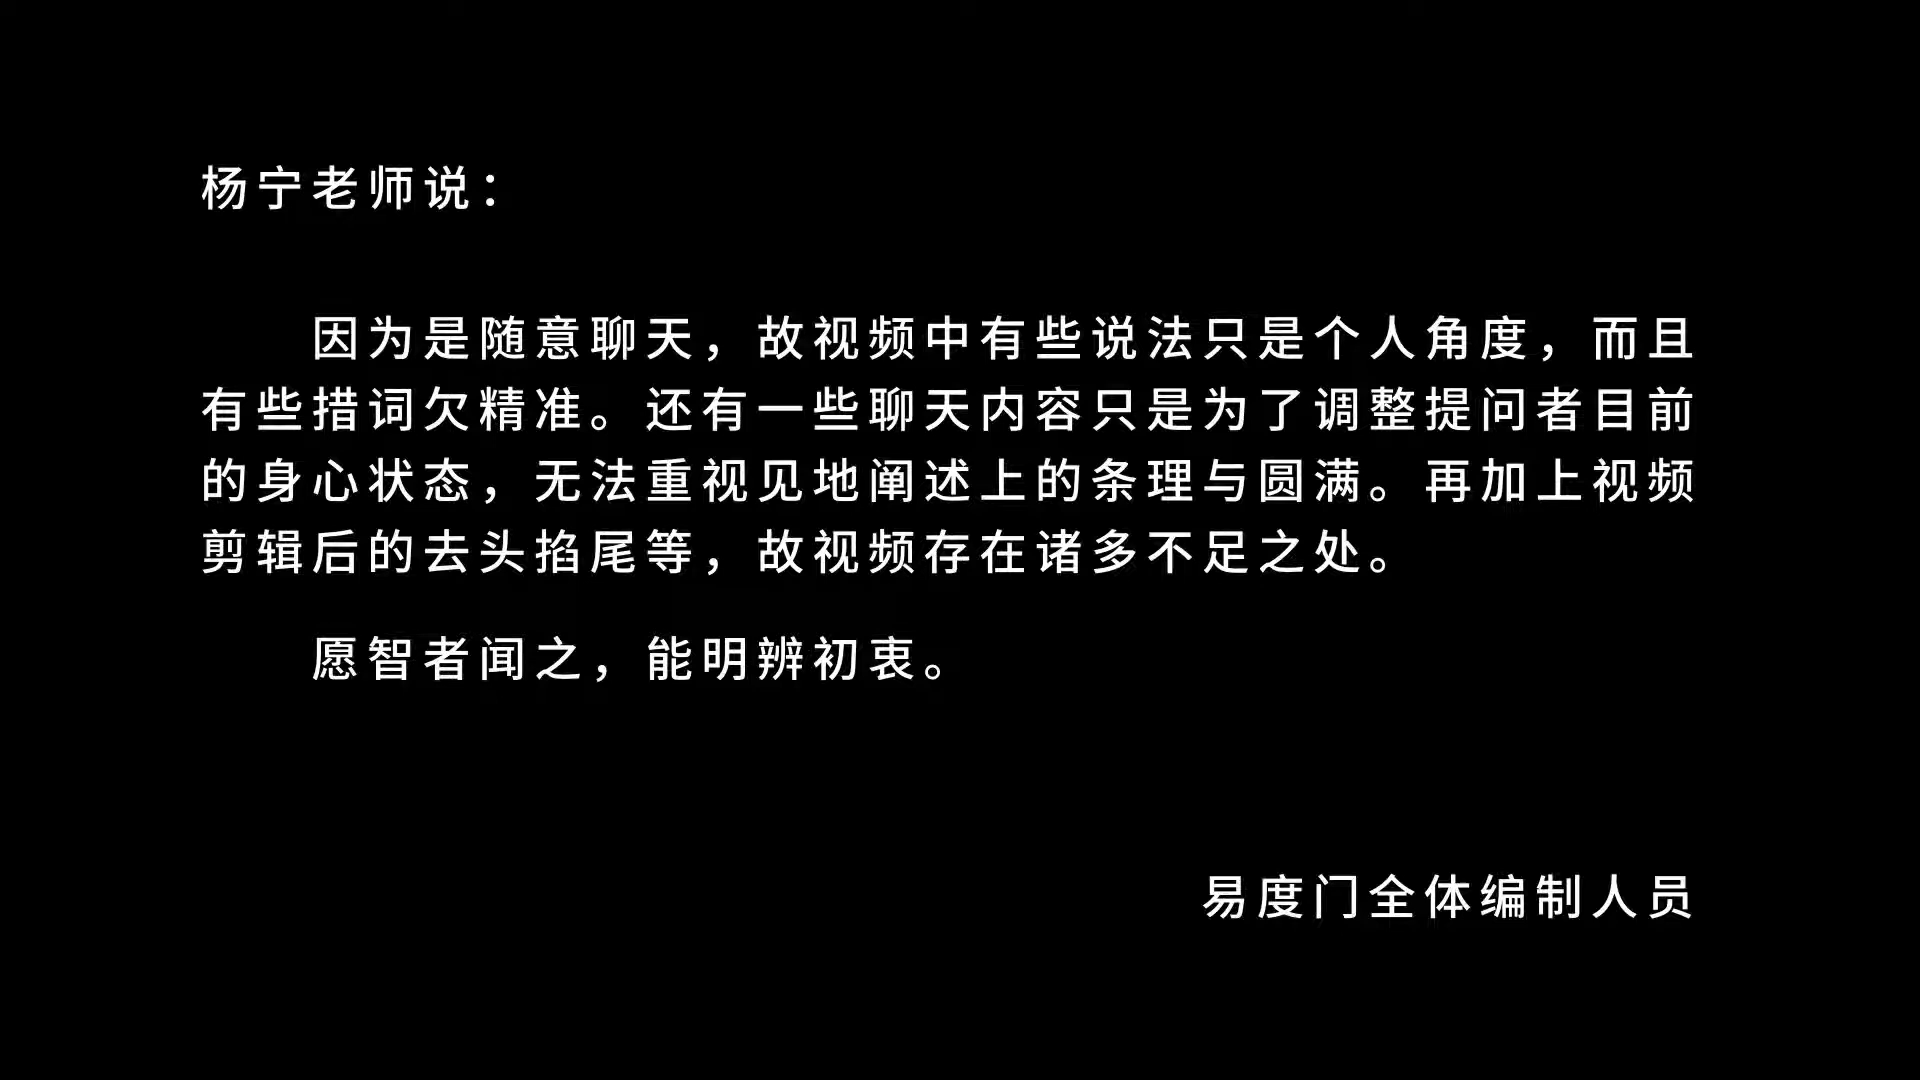 杨宁老师说：
因为是随意聊天，故视频中有些说法只是个人角度，而且
有些措词欠精准。还有一些聊天内容只是为了调整提问者目前
的身心状态，无法重视见地阐述上的条理与圆满。再加上视频
剪辑后的去头掐尾等，故视频存在诸多不足之处。
愿智者闻之，能明辨初衷。
易度门全体编制人员